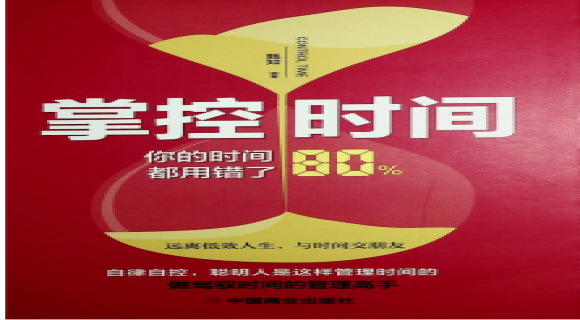 CONTROL TIME
掌控时间
你的时间
都用错了 80%
远离低效人生，与时间交朋友
自律自控，聪明人是这样管理时间的
做驾驭时间的管理高手
中国商业出版社